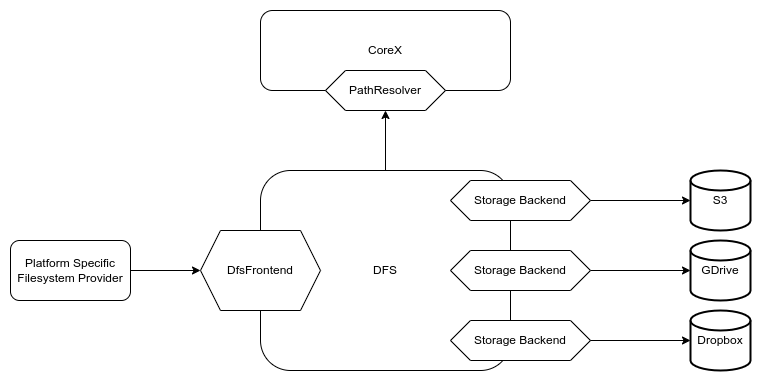 CoreX
PathResolver
Storage Backend
S3
Platform Specific
Filesystem Provider
DfsFrontend
DFS
Storage Backend
GDrive
Storage Backend
Dropbox